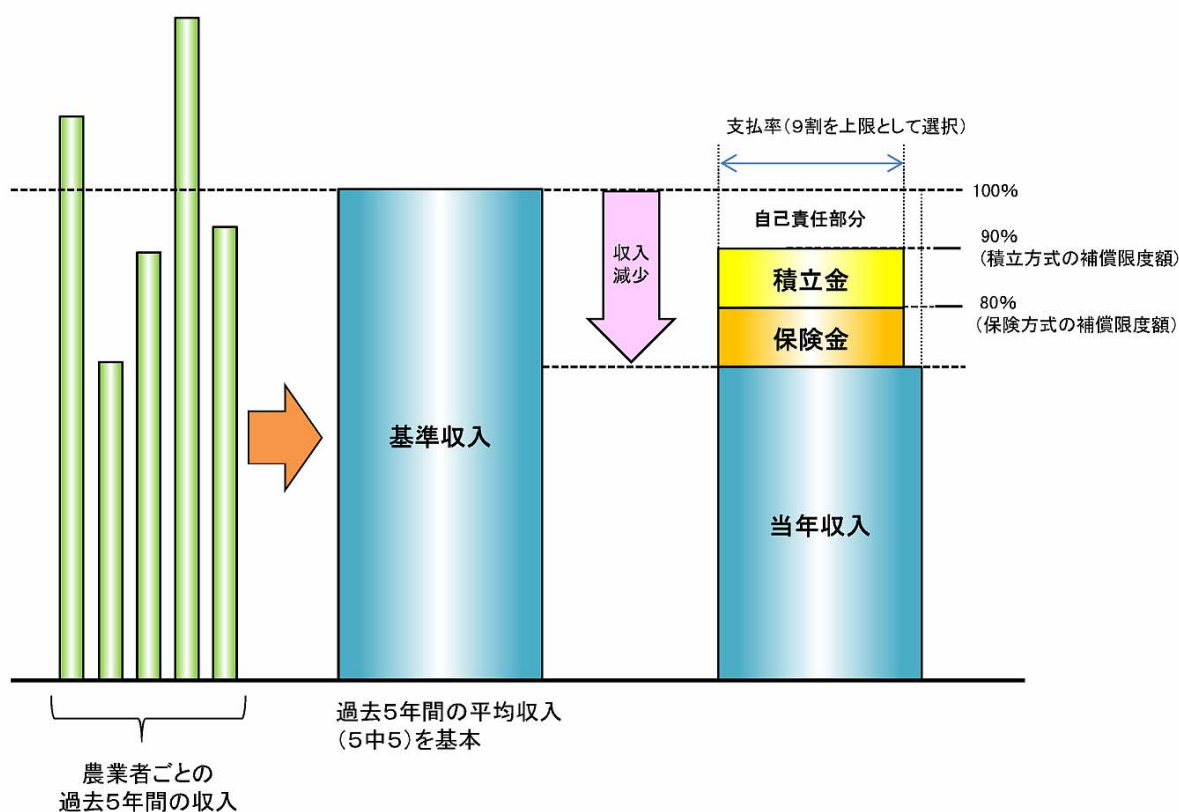 支払率(9割を上限として選択)
100%
自己責任部分
90%
(積立方式の補償限度額)
収入
減少
積立金
80%
(保険方式の補償限度額)
保険金
基準収入
当年収入
過去5年間の平均収入
(5中5)を基本
農業者ごとの
過去5年間の収入